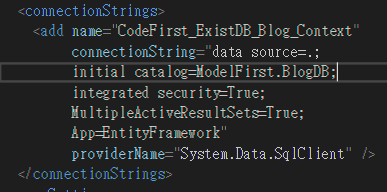 <connectionStrings>
<add name="CodeFirst_ExistDB_Blog_Context"
connectionString="data source=.;
initial catalog=ModelFirst.BlogDB;
integrated security=True;
MultipleActiveResultSets=True;
App=EntityFramework"
providerName="System.Data.SqlClient" />
</connectionStrings>